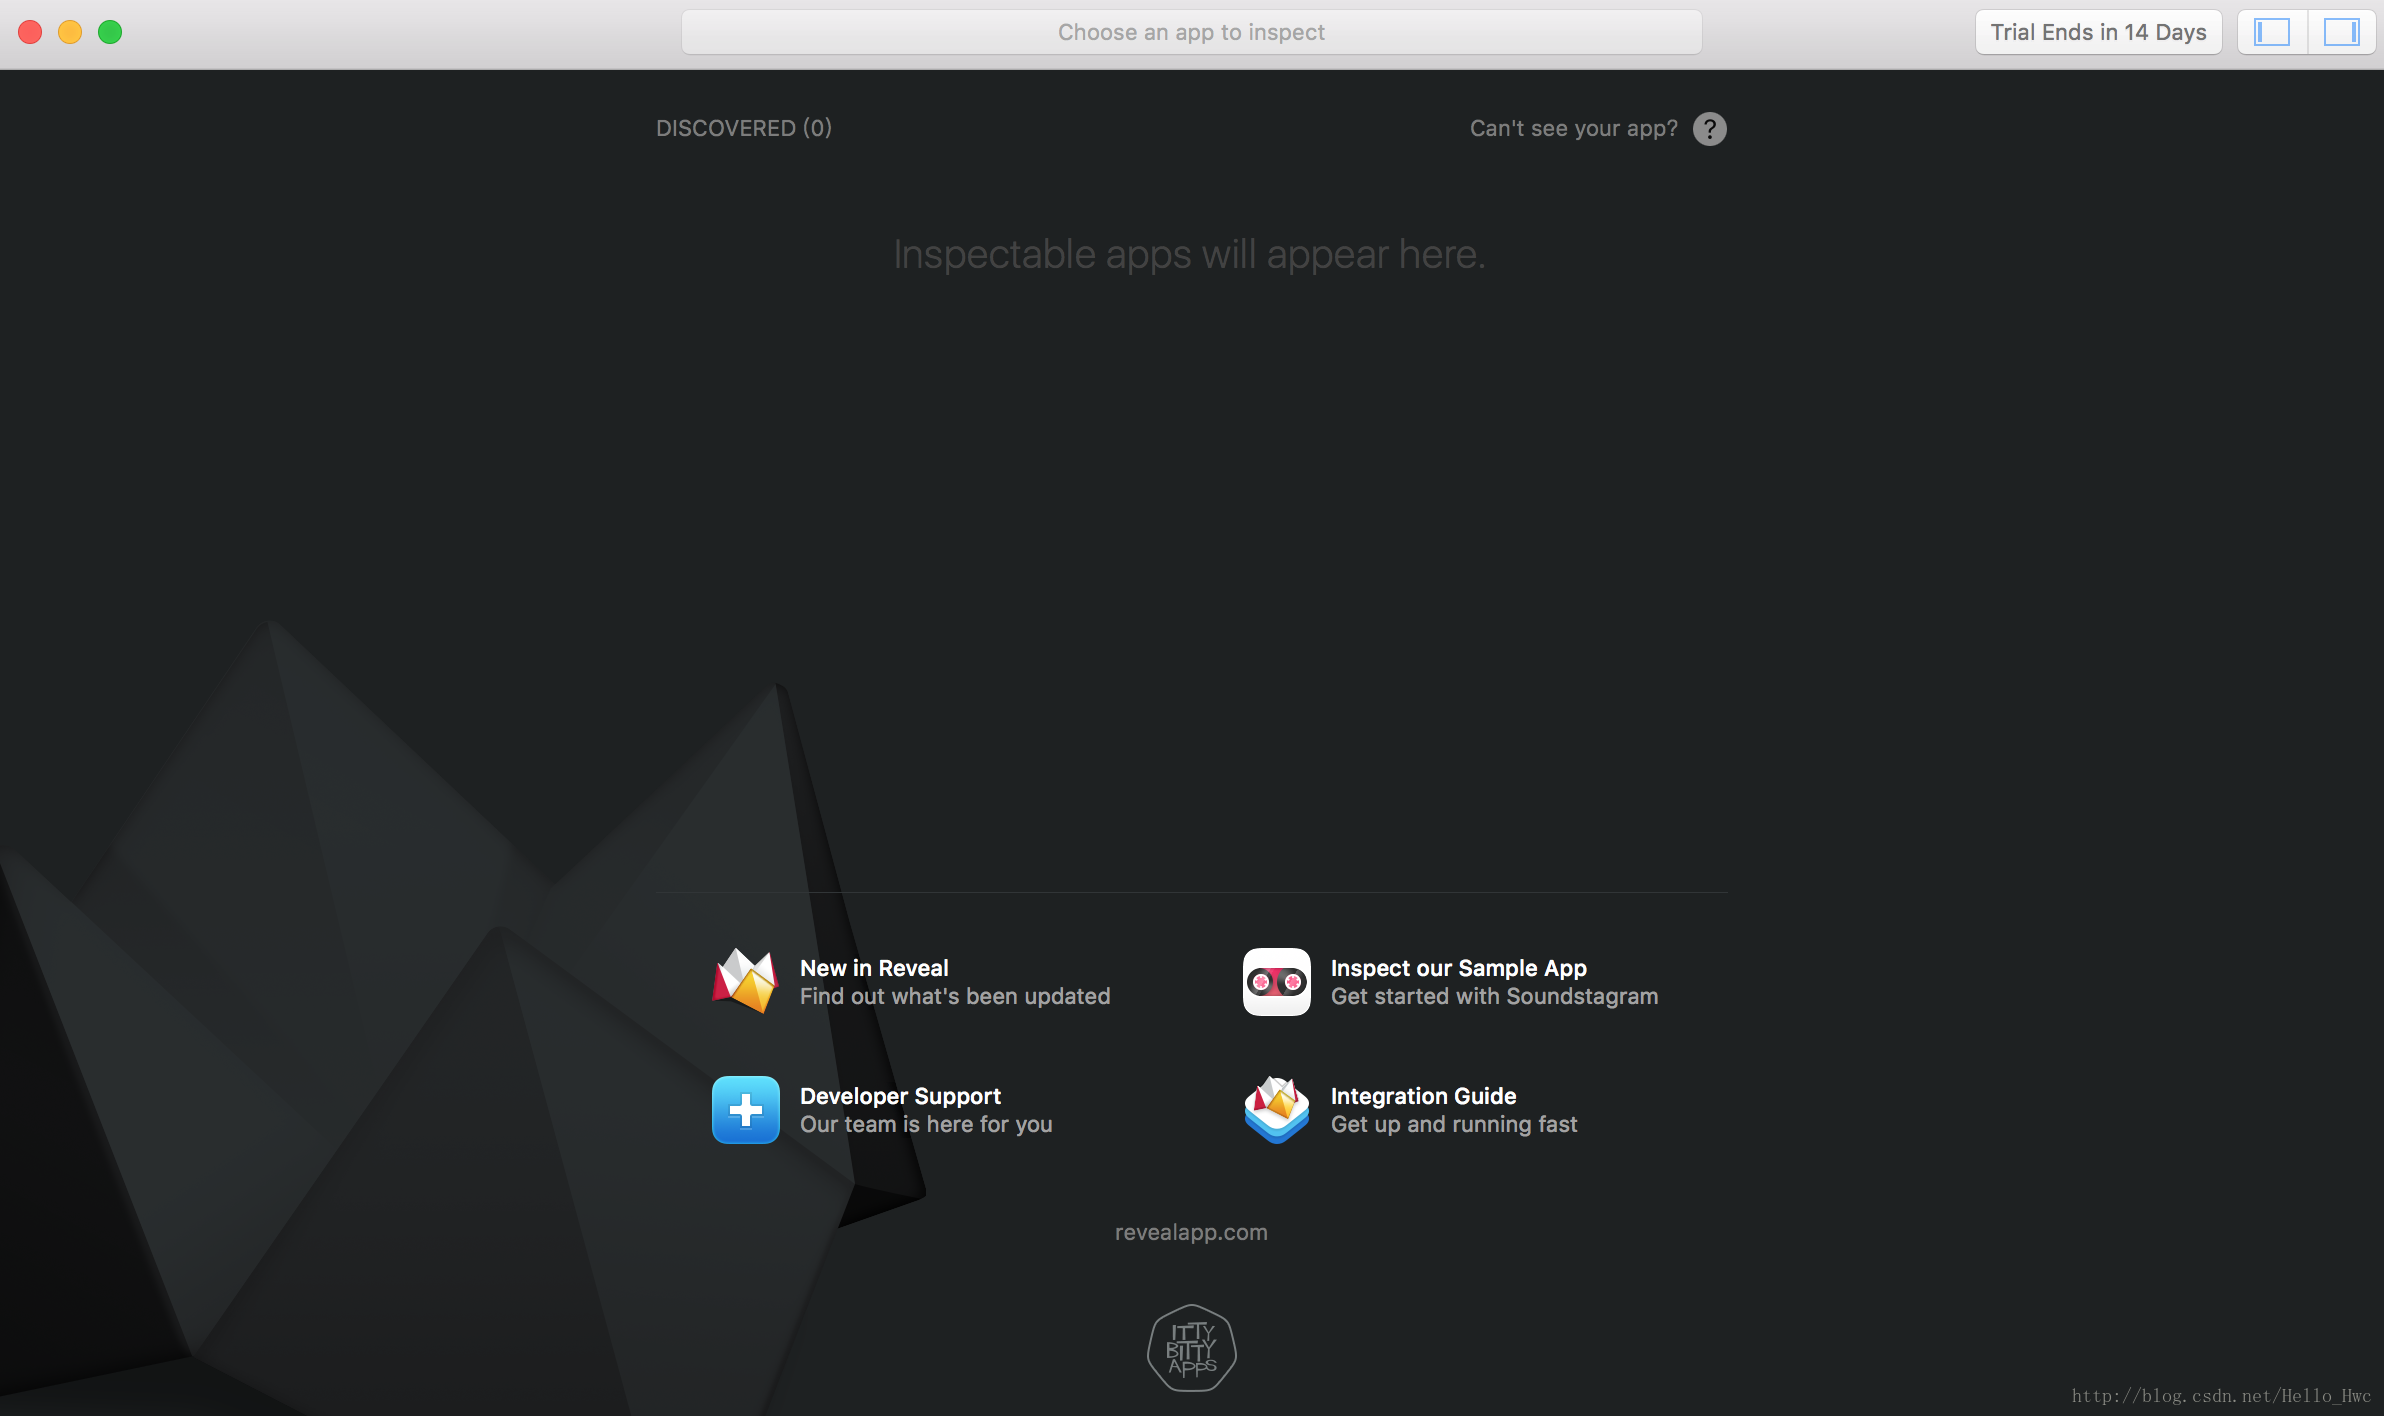 Choose an app to inspect
Trial Ends in 14 Days
DISCOVERED (0)
Can't see your app? ?
Inspectable apps will appear here.
New in Reveal
Find out what's been updated
Inspect our Sample App
Get started with Soundstagram
Developer Support
Our team is here for you
Integration Guide
Get up and running fast
revealapp.com
ITTY
BITTY
APPS
http://blog.csdn.net/Hello_Hwc